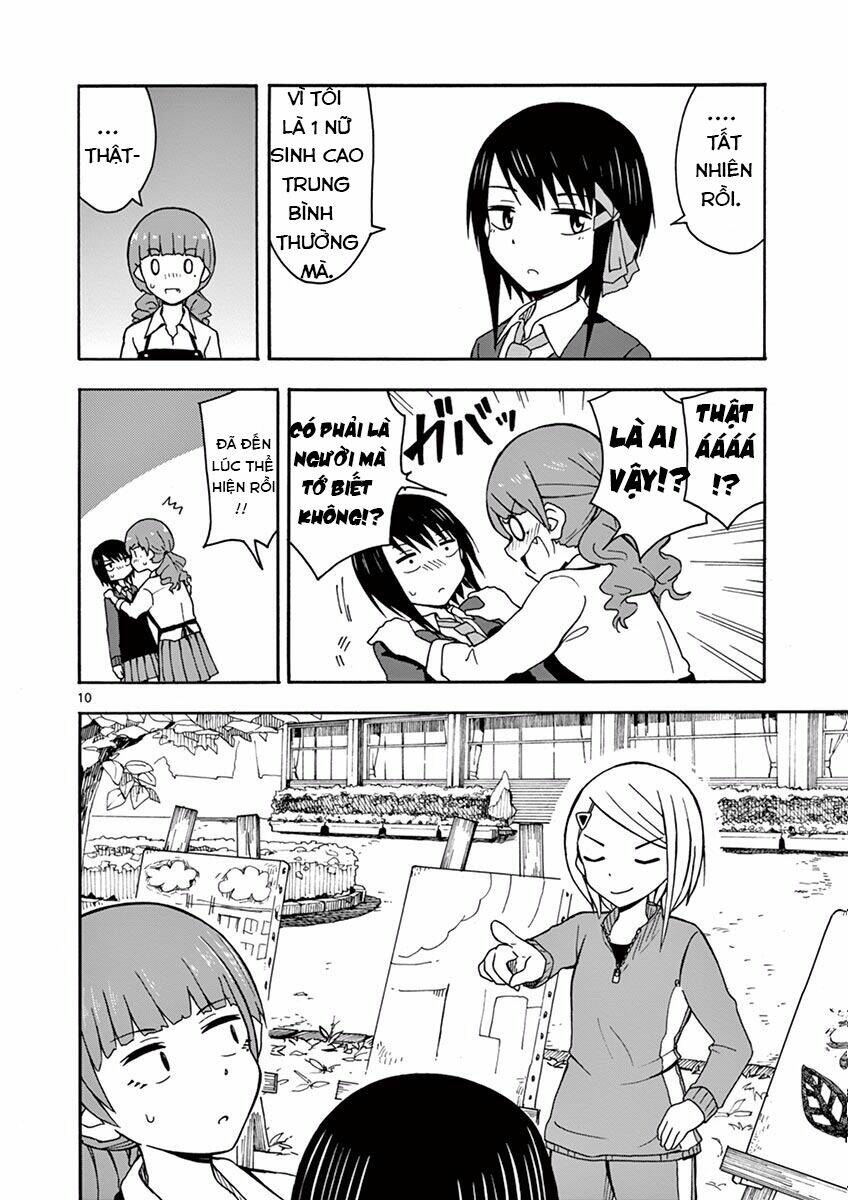 ....
TẤT
NHIÊN
RỒI.
VÌ TÔI
LÀ 1 NỮ
SINH CAO
TRUNG
BÌNH
THƯỜNG
MÀ.
...
THẬT-
THẬT
ÁÁÁÁ
!?
LÀ AI
VẬY!?
ガバッ
CÓ PHẢI LÀ
NGƯỜI MÀ
TỚ BIẾT
KHÔNG!?
ĐÃ ĐẾN
LÚC THỂ
HIỆN RỒI
!!
10